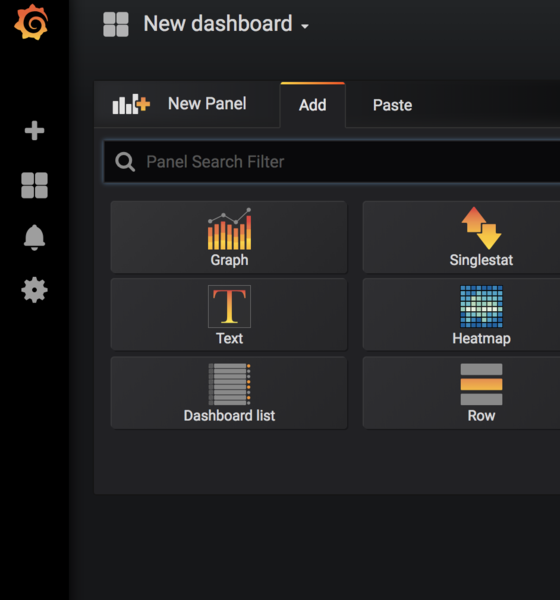 New dashboard
New Panel
Add
Paste
Panel Search Filter
Graph
Singlestat
Text
Heatmap
Dashboard list
Row